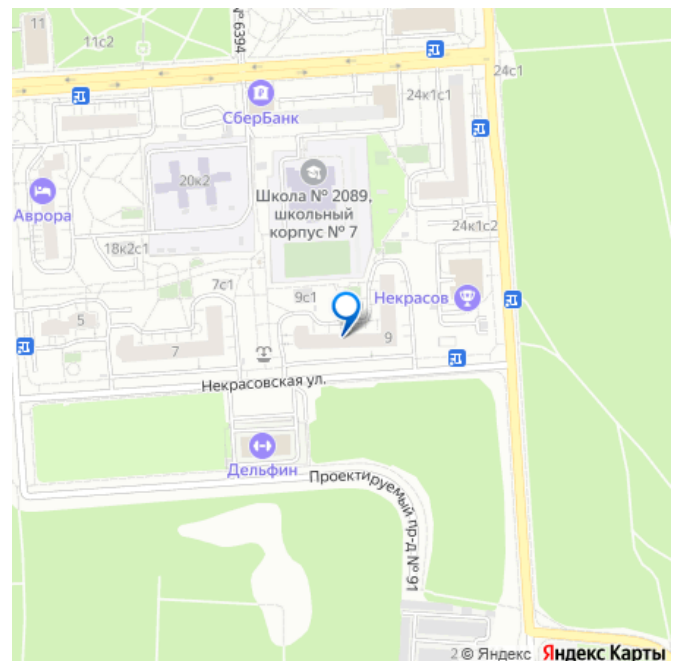 11
11с2
№ 6394
24с1
СберБанк
24к1с1
20к2
Школа № 2089,
школьный
корпус № 7
Аврора
18к2с1
24к1с2
7с1
9с1
Некрасов
5
7
9
Некрасовская ул.
Дельфин
Проектируемый пр-д № 91
2
© Яндекс Яндекс Карты